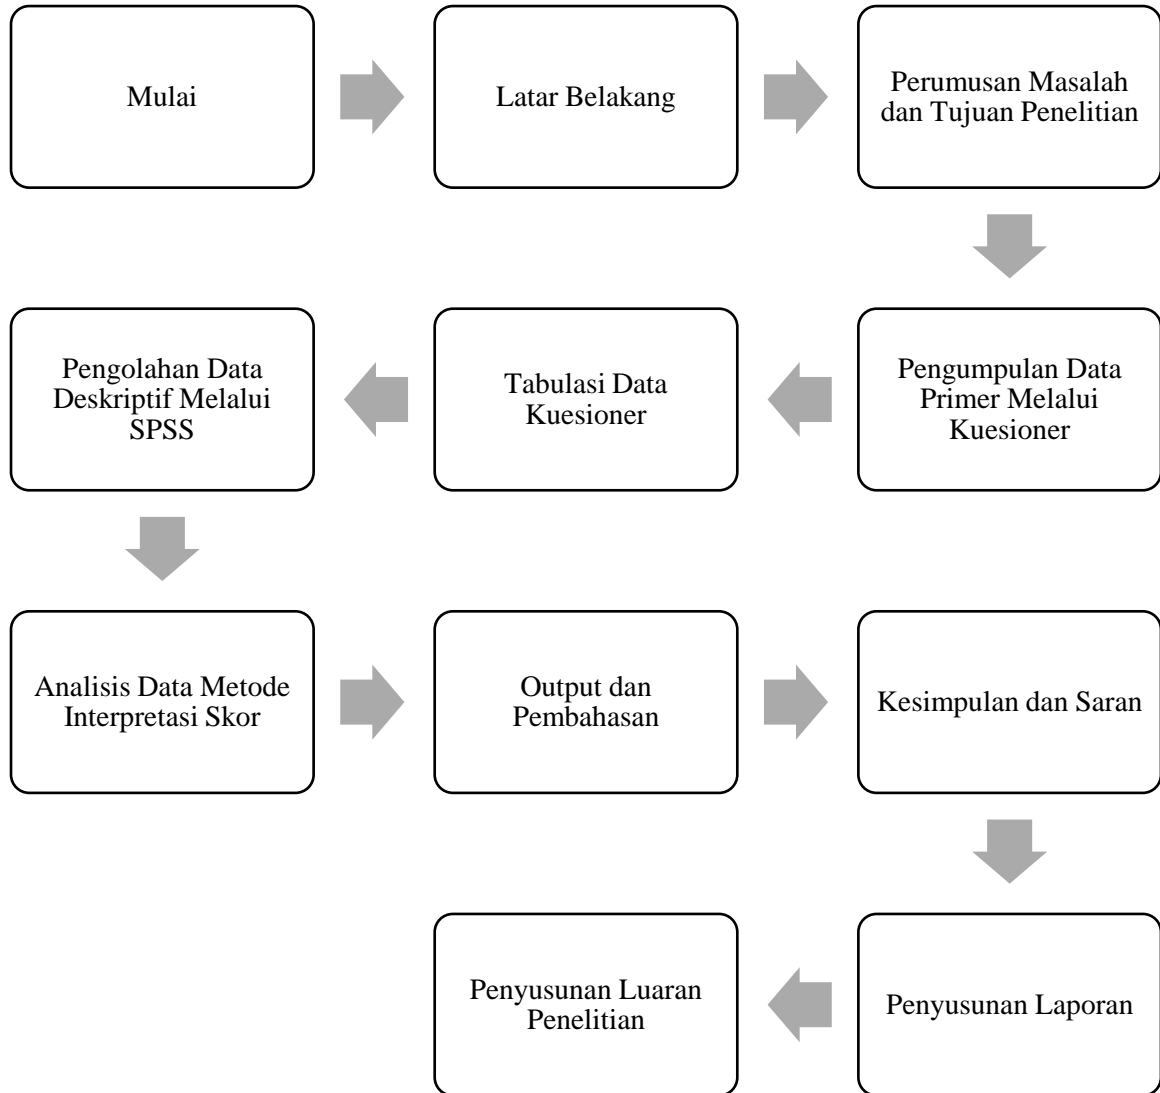 Mulai
Latar Belakang
Perumusan Masalah
dan Tujuan Penelitian
Pengumpulan Data
Primer Melalui
Kuesioner
Tabulasi Data
Kuesioner
Pengolahan Data
Deskriptif Melalui
SPSS
Analisis Data Metode
Interpretasi Skor
Output dan
Pembahasan
Kesimpulan dan Saran
Penyusunan Laporan
Penyusunan Luaran
Penelitian